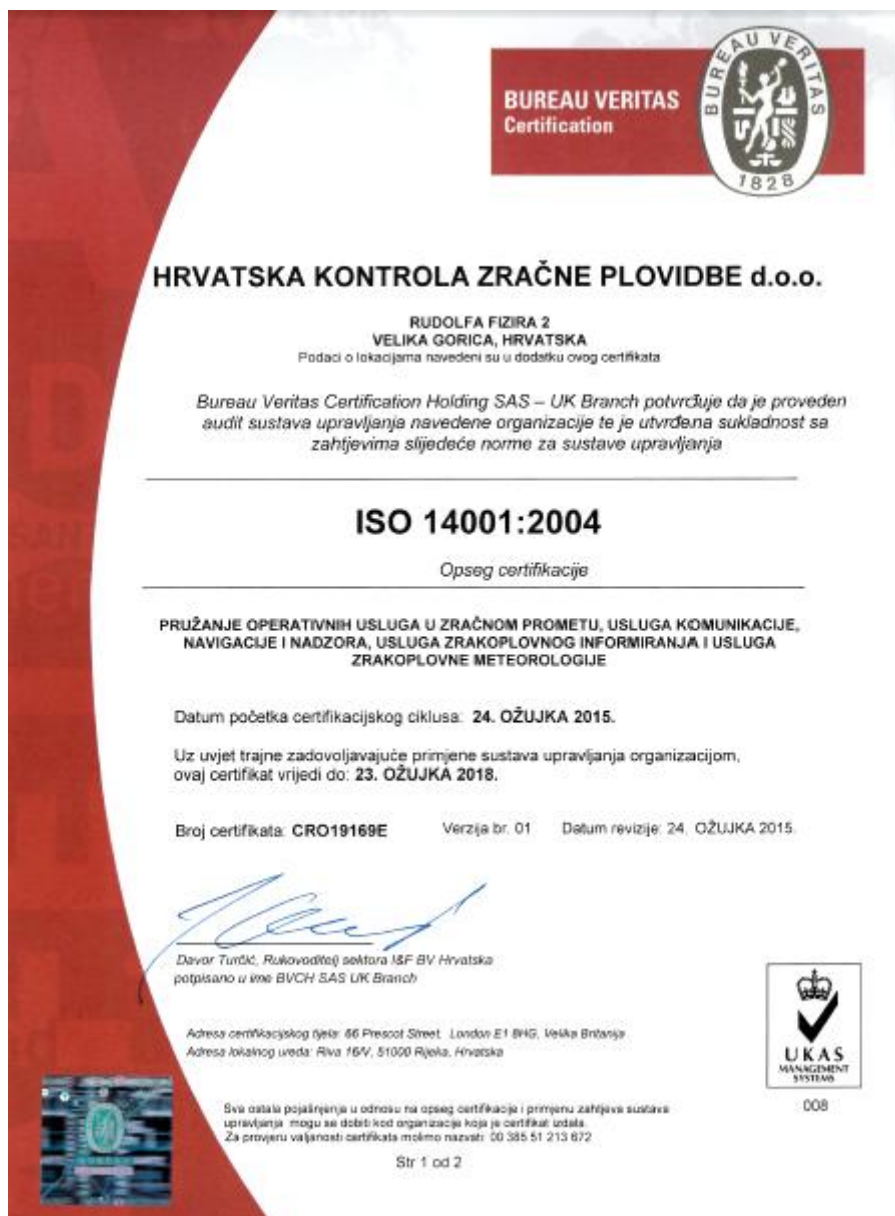 BUREAU VERITAS
Certification
BUREAU VERITAS
1828
HRVATSKA KONTROLA ZRAČNE PLOVIDBE d.o.o.
RUDOLFA FIZIRA 2
VELIKA GORICA, HRVATSKA
Podaci o lokacijama navedeni su u dodatku ovog certifikata
Bureau Veritas Certification Holding SAS – UK Branch potvrđuje da je proveden
audit sustava upravljanja navedene organizacije te je utvrđena sukladnost sa
zahtjevima slijedeće norme za sustave upravljanja
ISO 14001:2004
Opseg certifikacije
PRUŽANJE OPERATIVNIH USLUGA U ZRAČNOM PROMETU, USLUGA KOMUNIKACIJE,
NAVIGACIJE I NADZORA, USLUGA ZRAKOPLOVNOG INFORMIRANJA I USLUGA
ZRAKOPLOVNE METEOROLOGIJE
Datum početka certifikacijskog ciklusa: 24. OŽUJKA 2015.
Uz uvjet trajne zadovoljavajuće primjene sustava upravljanja organizacijom,
ovaj certifikat vrijedi do: 23. OŽUJKA 2018.
Broj certifikata: CRO19169E Verzija br. 01 Datum revizije: 24. OŽUJKA 2015.
Davor Turčić, Rukovoditelj sektora I&F BV Hrvatska
potpisano u ime BVCH SAS UK Branch
Adresa certifikacijskog tijela: 66 Prescot Street, London E1 8HG, Velika Britanija
Adresa lokalnog ureda: Riva 16/V, 51000 Rijeka, Hrvatska
UKAS
MANAGEMENT
SYSTEMS
008
Sva ostala pojašnjenja u odnosu na opseg certifikacije i primjenu zahtjeva sustava
upravljanja mogu se dobiti kod organizacije koja je certifikat izdala.
Za provjeru valjanosti certifikata molimo nazvati: 00 385 51 213 672
Str 1 od 2